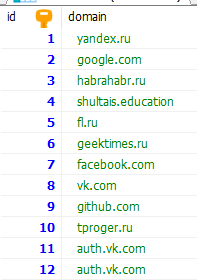 id domain
1 yandex.ru
2 google.com
3 habrahabr.ru
4 shultais.education
5 fl.ru
6 geektimes.ru
7 facebook.com
8 vk.com
9 github.com
10 tproger.ru
11 auth.vk.com
12 auth.vk.com